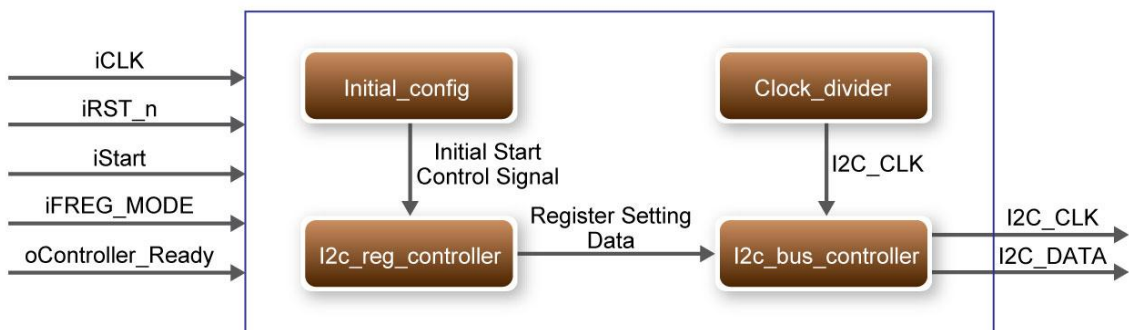 iCLK
iRST_n
iStart
iFREG_MODE
oController_Ready
Initial_config
Clock_divider
Initial Start
Control Signal
I2C_CLK
I2c_reg_controller
Register Setting
Data
I2c_bus_controller
I2C_CLK
I2C_DATA